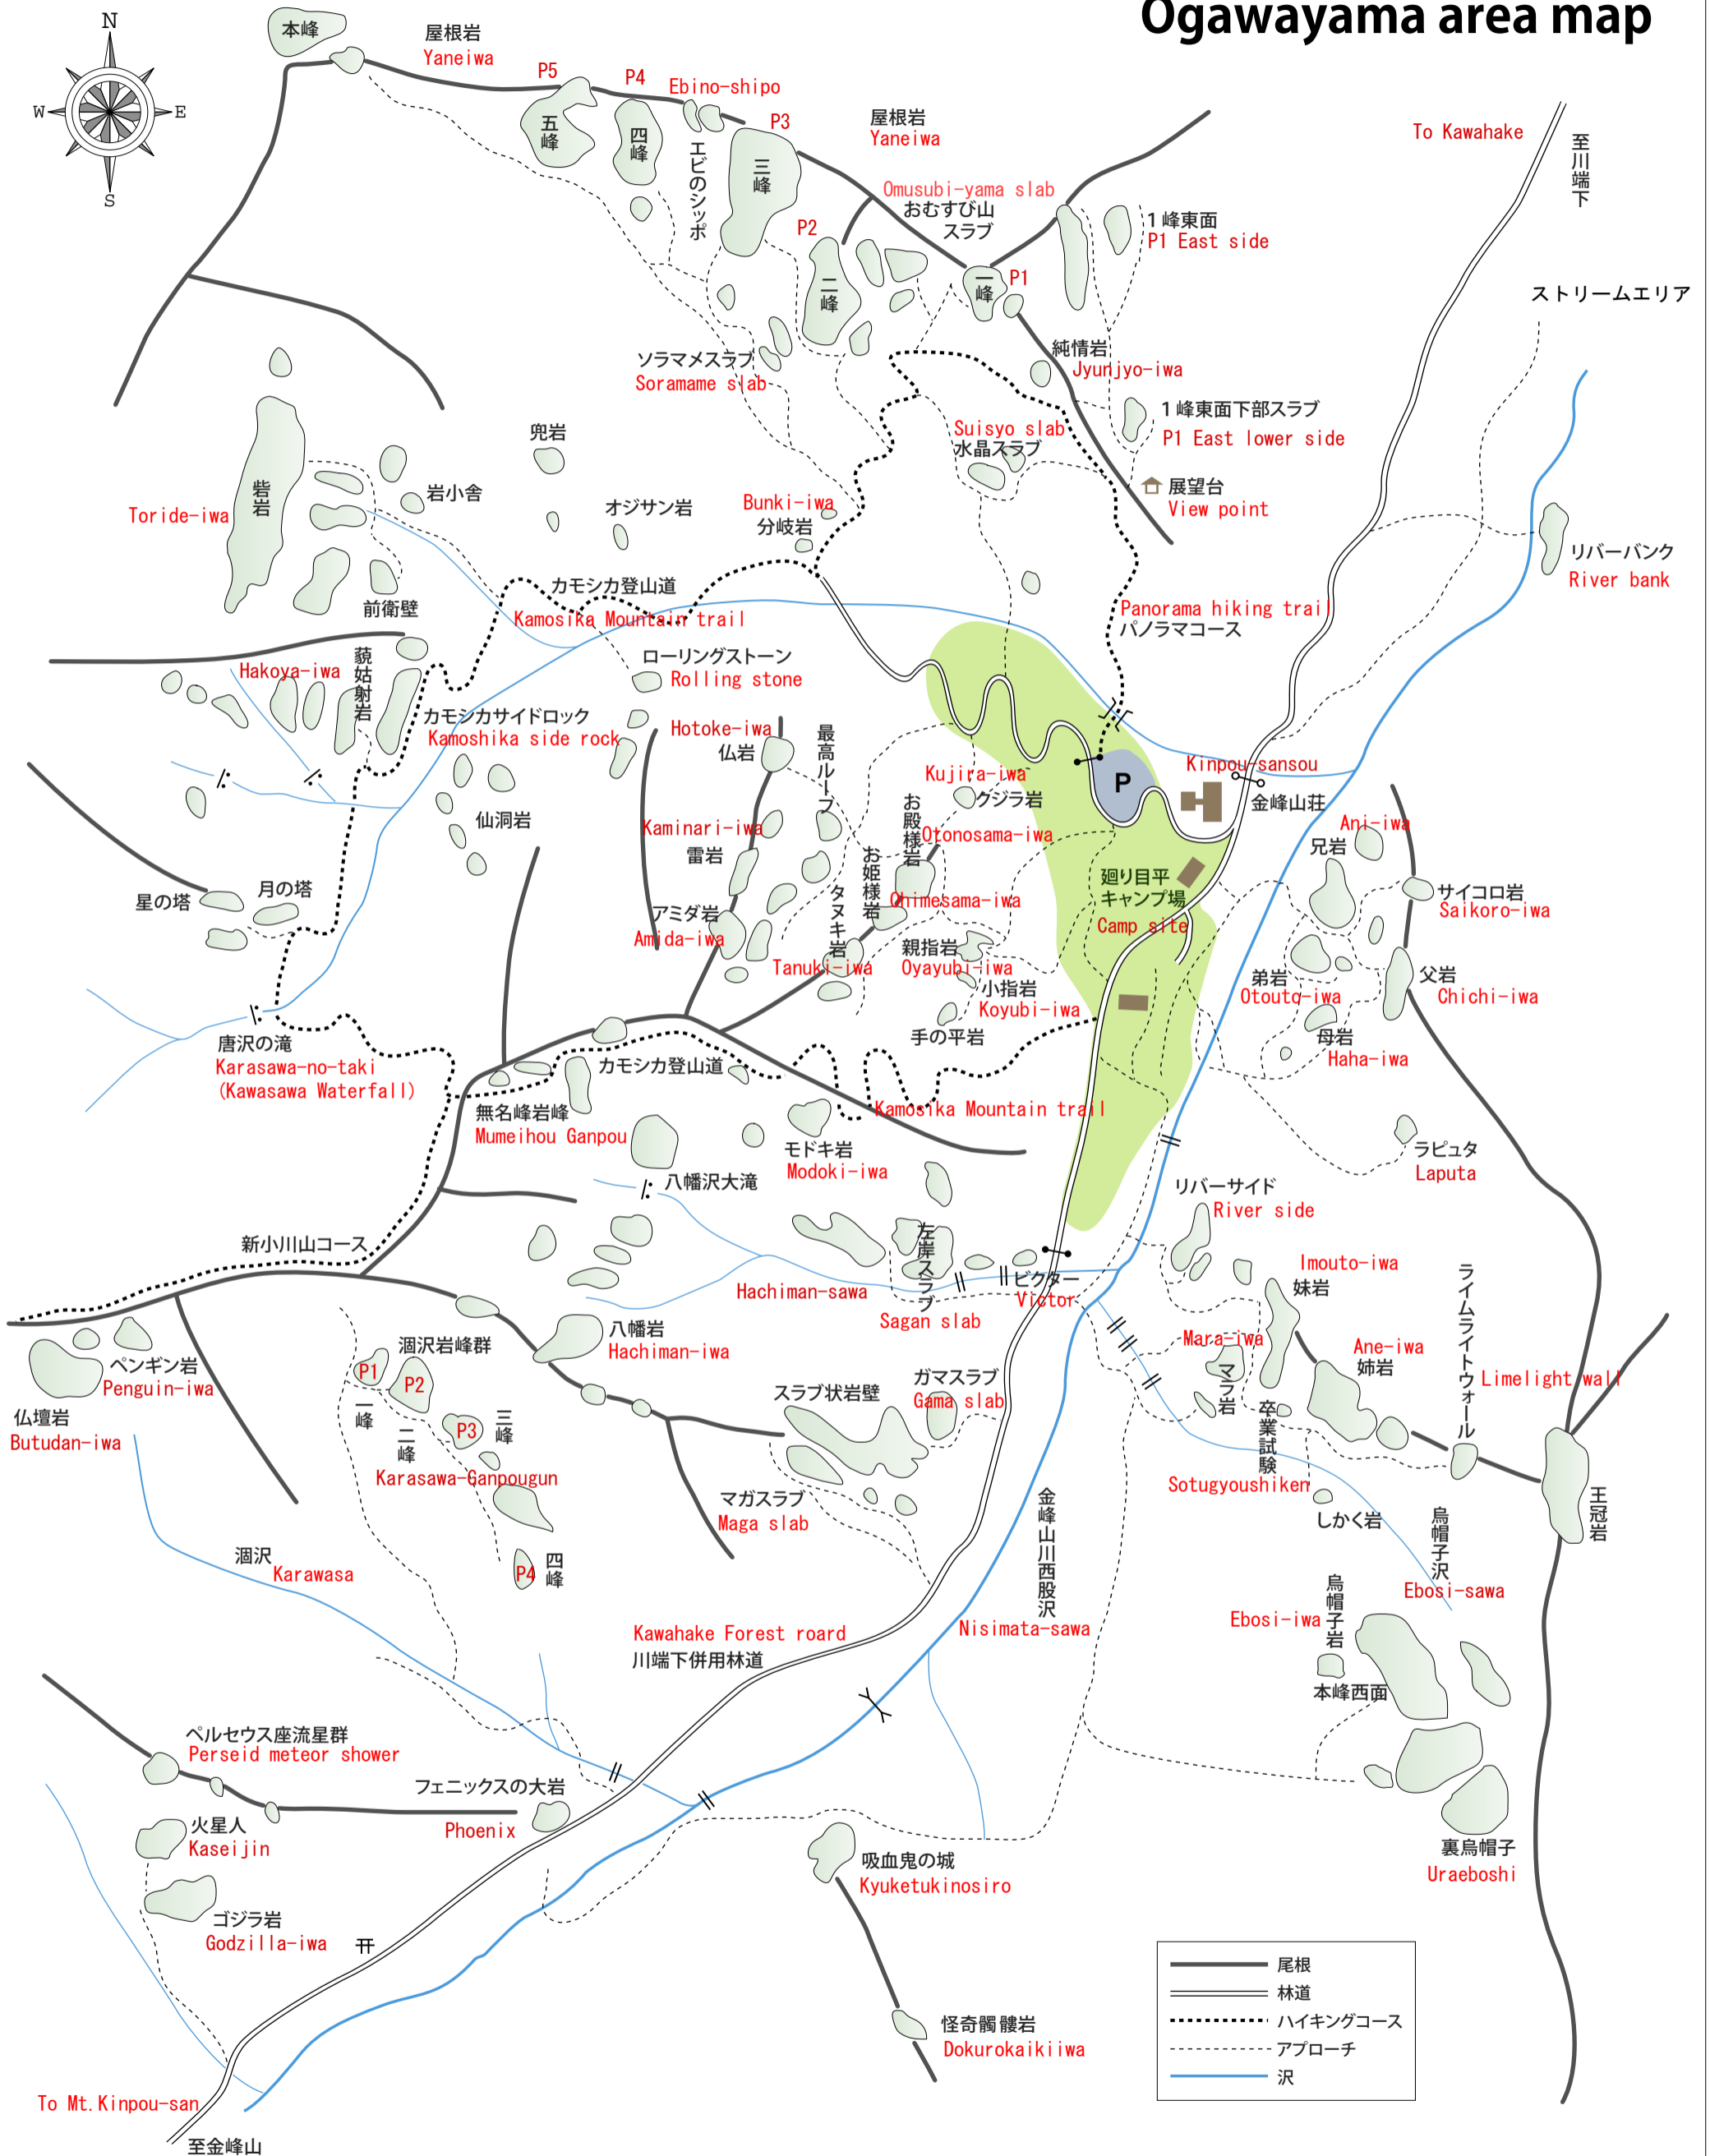 Ogawayama area map
N
W
E
S
本峰
屋根岩
Yaneiwa
P5
五峰
P4
四峰
Ebino-shipo
エビのシッポ
P3
三峰
屋根岩
Yaneiwa
To Kawahake
至川端下
Omusubi-yama slab
おむすび山
スラブ
P2
二峰
1峰東面
P1 East side
一峰
P1
ストリームエリア
純情岩
Jyunjyo-iwa
ソラマメスラブ
Soramame slab
1峰東面下部スラブ
P1 East lower side
Suisyo slab
水晶スラブ
兜岩
砦岩
Toride-iwa
岩小舎
オジサン岩
Bunki-iwa
分岐岩
展望台
View point
リバーバンク
River bank
前衛壁
カモシカ登山道
Kamosika Mountain trail
Panorama hiking trail
パノラマコース
Hakoya-iwa
藐姑射岩
ローリングストーン
Rolling stone
カモシカサイドロック
Kamoshika side rock
Hotoke-iwa
仏岩
最高ルーフ
Kujira-iwa
クジラ岩
P
Kinpou-sansou
金峰山荘
仙洞岩
Kaminari-iwa
雷岩
お殿様岩
Otonosama-iwa
Ani-iwa
兄岩
星の塔
月の塔
アミダ岩
Amida-iwa
お姫様岩
Ohimesama-iwa
タヌキ岩
Tanuki-iwa
廻り目平
キャンプ場
Camp site
サイコロ岩
Saikoro-iwa
親指岩
Oyayubi-iwa
小指岩
Koyubi-iwa
手の平岩
弟岩
Otouto-iwa
父岩
Chichi-iwa
母岩
Haha-iwa
唐沢の滝
Karasawa-no-taki
(Kawasawa Waterfall)
カモシカ登山道
Kamosika Mountain trail
無名峰岩峰
Mumeihou Ganpou
モドキ岩
Modoki-iwa
ラピュタ
Laputa
八幡沢大滝
リバーサイド
River side
新小川山コース
左岸スラブ
Sagan slab
Hachiman-sawa
ビクター
Victor
Imouto-iwa
妹岩
ライムライトウォール
Limelight wall
ペンギン岩
Penguin-iwa
仏壇岩
Butudan-iwa
涸沢岩峰群
P1
一峰
P2
二峰
P3
三峰
Karasawa-Ganpougun
P4
四峰
八幡岩
Hachiman-iwa
スラブ状岩壁
ガマスラブ
Gama slab
Mara-iwa
マラ岩
Ane-iwa
姉岩
卒業試験
Sotugyoushiken
しかく岩
王冠岩
マガスラブ
Maga slab
涸沢
Karawasa
金峰山川西股沢
Nisimata-sawa
烏帽子沢
Ebosi-sawa
Ebosi-iwa
烏帽子岩
本峰西面
Kawahake Forest roard
川端下併用林道
ペルセウス座流星群
Perseid meteor shower
フェニックスの大岩
Phoenix
火星人
Kaseijin
ゴジラ岩
Godzilla-iwa
吸血鬼の城
Kyuketukinosiro
裏烏帽子
Uraeboshi
怪奇髑髏岩
Dokurokaikiiwa
To Mt.Kinpou-san
至金峰山
尾根
林道
ハイキングコース
アプローチ
沢